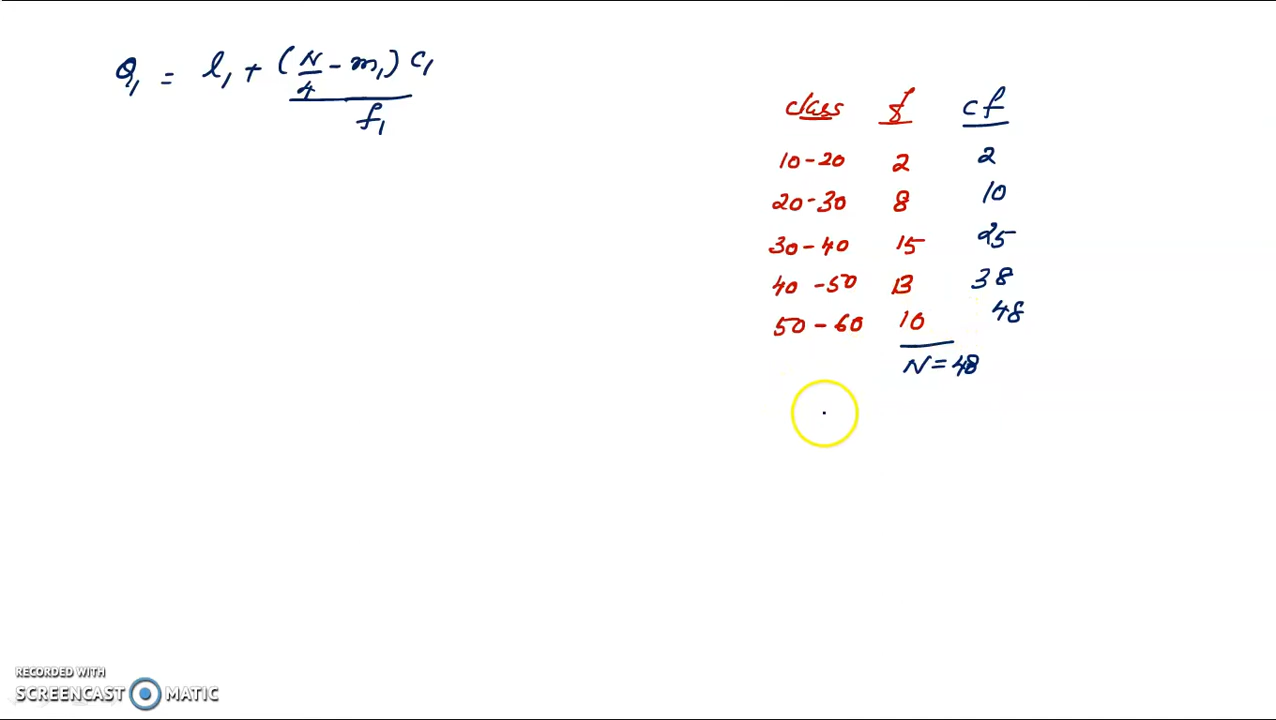 Q₁ = l₁ + (N/4 - m₁) c₁ / f₁
class f cf
10-20 2 2
20-30 8 10
30-40 15 25
40-50 13 38
50-60 10 48
N=48
RECORDED WITH
SCREENCAST MATIC